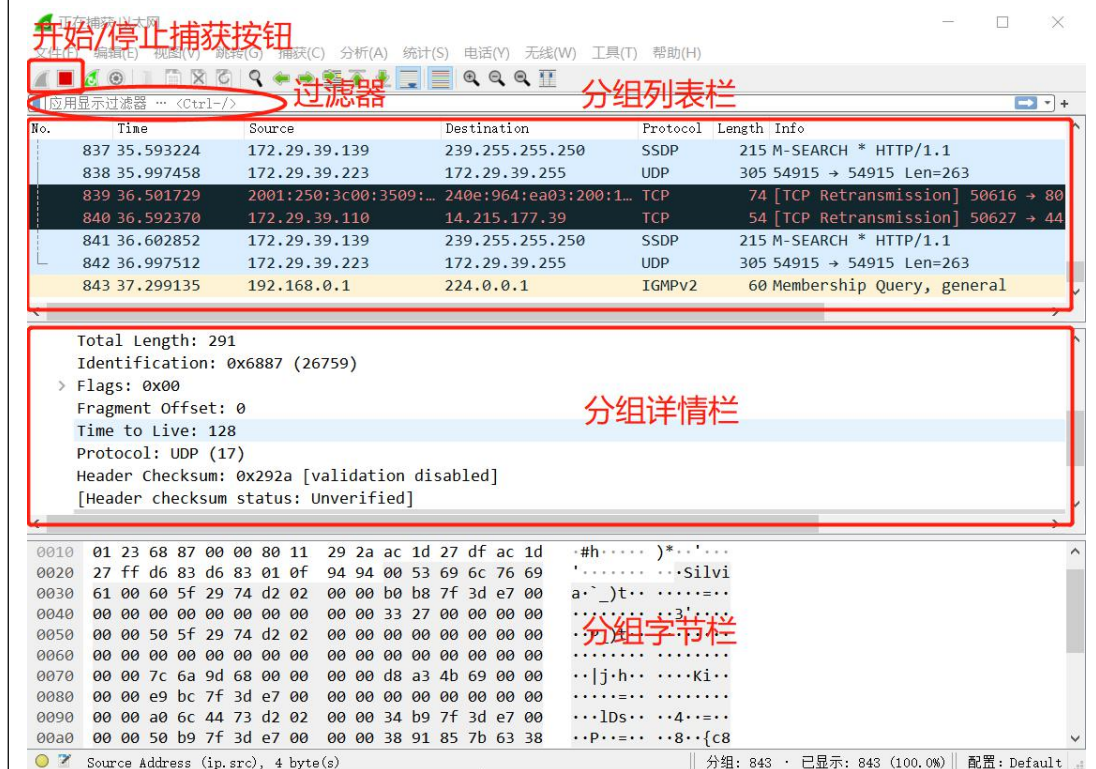 正在捕获 以太网
开始/停止捕获按钮
文件(F) 编辑(E) 视图(V) 跳转(G) 捕获(C) 分析(A) 统计(S) 电话(Y) 无线(W) 工具(T) 帮助(H)
过滤器 分组列表栏
应用显示过滤器 … <Ctrl-/>
No. Time Source Destination Protocol Length Info
837 35.593224 172.29.39.139 239.255.255.250 SSDP 215 M-SEARCH * HTTP/1.1
838 35.997458 172.29.39.223 172.29.39.255 UDP 305 54915 → 54915 Len=263
839 36.501729 2001:250:3c00:3509:… 240e:964:ea03:200:1… TCP 74 [TCP Retransmission] 50616 → 80
840 36.592370 172.29.39.110 14.215.177.39 TCP 54 [TCP Retransmission] 50627 → 44
841 36.602852 172.29.39.139 239.255.255.250 SSDP 215 M-SEARCH * HTTP/1.1
842 36.997512 172.29.39.223 172.29.39.255 UDP 305 54915 → 54915 Len=263
843 37.299135 192.168.0.1 224.0.0.1 IGMPv2 60 Membership Query, general
Total Length: 291
Identification: 0x6887 (26759)
> Flags: 0x00
Fragment Offset: 0
分组详情栏
Time to Live: 128
Protocol: UDP (17)
Header Checksum: 0x292a [validation disabled]
[Header checksum status: Unverified]
0010 01 23 68 87 00 00 80 11 29 2a ac 1d 27 df ac 1d ·#h····· )*··'···
0020 27 ff d6 83 d6 83 01 0f 94 94 00 53 69 6c 76 69 '······· ···Silvi
0030 61 00 60 5f 29 74 d2 02 00 00 b0 b8 7f 3d e7 00 a·`_)t·· ·····=··
0040 00 00 00 00 00 00 00 00 00 00 33 27 00 00 00 00 ········ ··3'····
0050 00 00 50 5f 29 74 d2 02 00 00 00 00 00 00 00 00 ··P_)t·· ········
分组字节栏
0060 00 00 00 00 00 00 00 00 00 00 00 00 00 00 00 00 ········ ········
0070 00 00 7c 6a 9d 68 00 00 00 00 d8 a3 4b 69 00 00 ··|j·h·· ····Ki··
0080 00 00 e9 bc 7f 3d e7 00 00 00 00 00 00 00 00 00 ·····=·· ········
0090 00 00 a0 6c 44 73 d2 02 00 00 34 b9 7f 3d e7 00 ···lDs·· ··4··=··
00a0 00 00 50 b9 7f 3d e7 00 00 00 38 91 85 7b 63 38 ··P··=·· ··8··{c8
Source Address (ip.src), 4 byte(s) 分组: 843 · 已显示: 843 (100.0%) 配置: Default